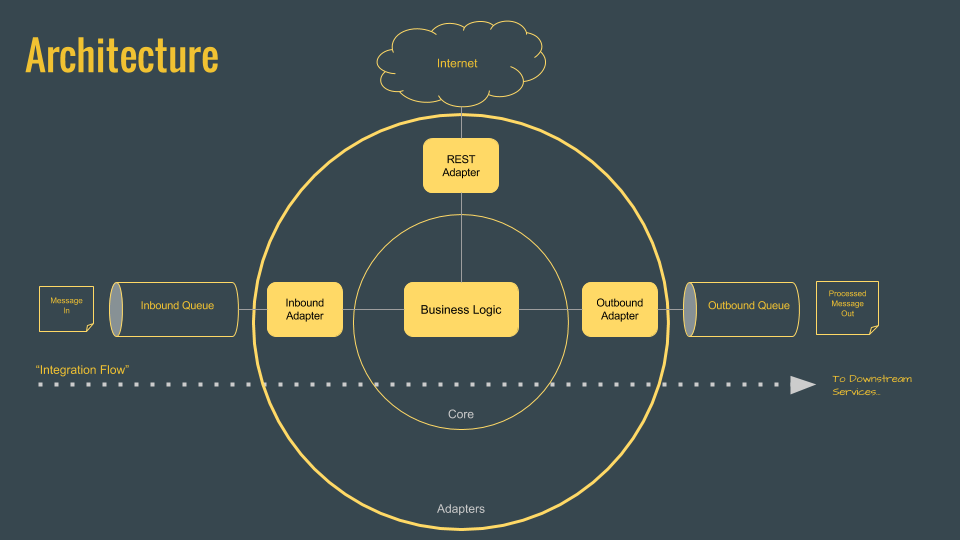 Architecture
Internet
REST
Adapter
Message
In
Inbound Queue
Inbound
Adapter
Business Logic
Outbound
Adapter
Outbound Queue
Processed
Message
Out
“Integration Flow”
To Downstream
Services..
Core
Adapters